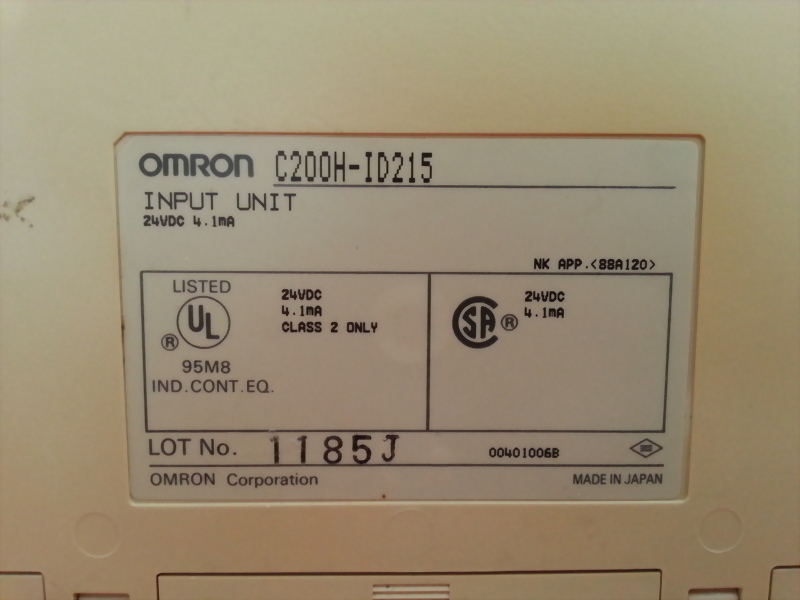 OMRON C200H-ID215
INPUT UNIT
24VDC 4.1mA
NK APP.<88A120>
LISTED
UL
®
95M8
IND.CONT.EQ.
24VDC
4.1mA
CLASS 2 ONLY
SA ®
24VDC
4.1mA
LOT No. 1185J
00401006B
OMRON Corporation
MADE IN JAPAN